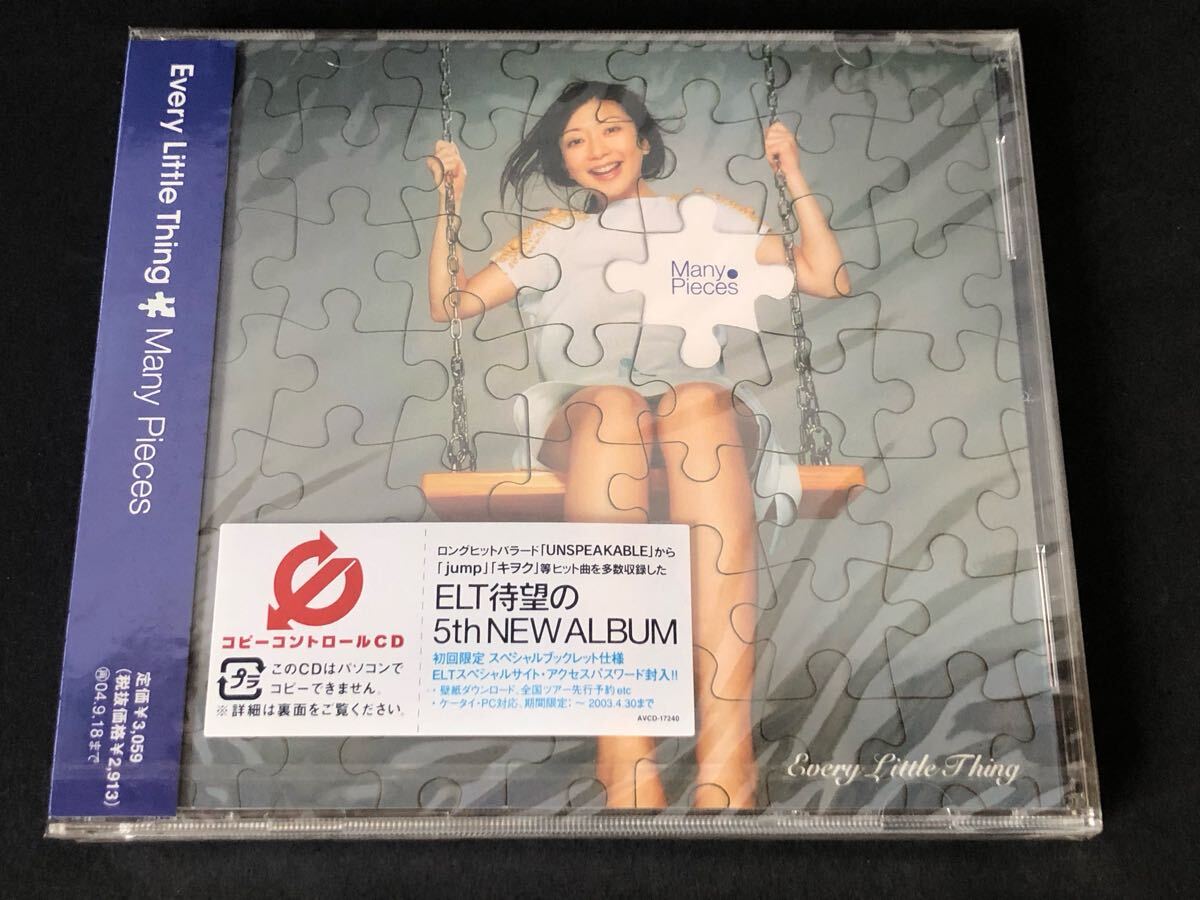 Every Little Thing Many Pieces
定価¥3,059
(税抜価格¥2,913)
再04.9.18まで
Many
Pieces
コピーコントロールCD
プラ
このCDはパソコンで
コピーできません。
※詳細は裏面をご覧ください。
ロングヒットバラード「UNSPEAKABLE」から
「jump」「キヲク」等ヒット曲を多数収録した
ELT待望の
5th NEW ALBUM
初回限定 スペシャルブックレット仕様
ELTスペシャルサイト・アクセスパスワード封入!!
・壁紙ダウンロード、全国ツアー先行予約 etc
・ケータイ・PC対応、期間限定:〜2003.4.30まで
AVCD-17240
Every Little Thing